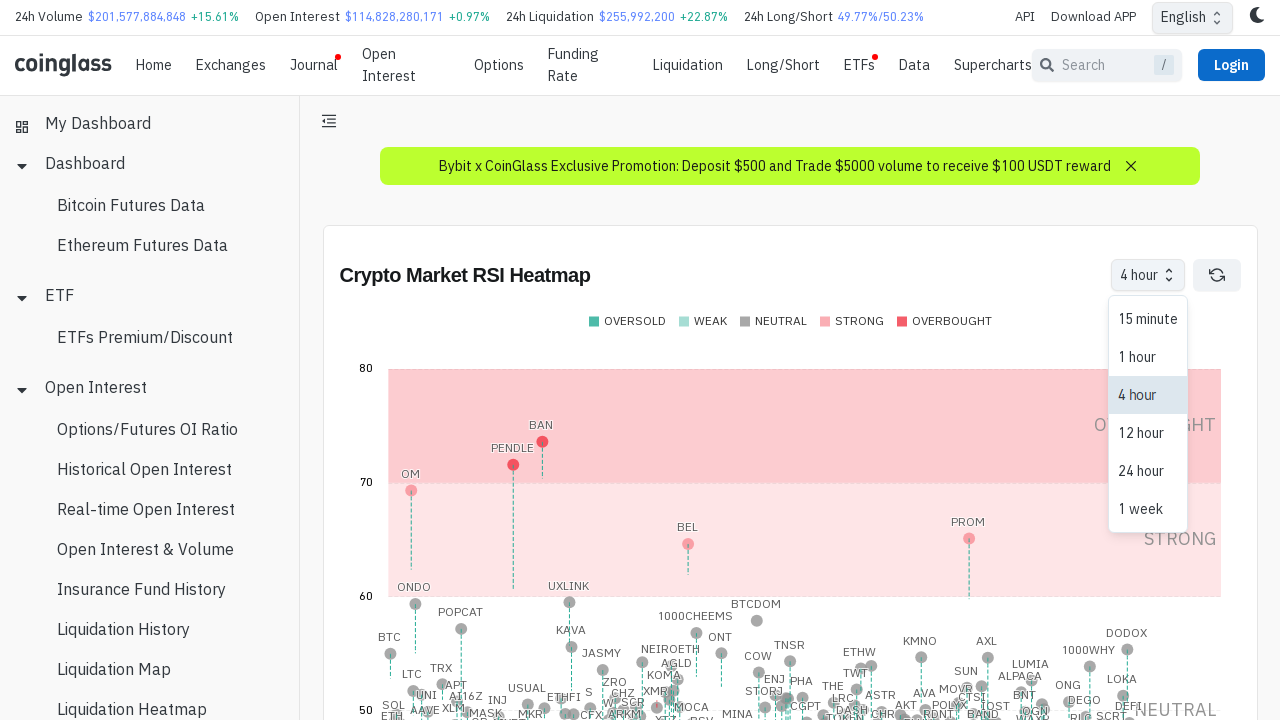 24h Volume $201,577,884,848 +15.61% Open Interest $114,828,280,171 +0.97% 24h Liquidation $255,992,200 +22.87% 24h Long/Short 49.77%/50.23% API Download APP English
coinglass Home Exchanges Journal Open Interest Options Funding Rate Liquidation Long/Short ETFs Data Supercharts Search / Login
My Dashboard
Dashboard
Bitcoin Futures Data
Ethereum Futures Data
ETF
ETFs Premium/Discount
Open Interest
Options/Futures OI Ratio
Historical Open Interest
Real-time Open Interest
Open Interest & Volume
Insurance Fund History
Liquidation History
Liquidation Map
Liquidation Heatmap
Bybit x CoinGlass Exclusive Promotion: Deposit $500 and Trade $5000 volume to receive $100 USDT reward
Crypto Market RSI Heatmap
4 hour
15 minute
1 hour
4 hour
12 hour
24 hour
1 week
OVERSOLD WEAK NEUTRAL STRONG OVERBOUGHT
80
BAN
PENDLE
OM
70
BEL
PROM
STRONG
60
ONDO
UXLINK
BTCDOM
POPCAT
1000CHEEMS
KAVA
BTC
ONT
DODOX
KMNO
AXL
TNSR
NEIROETH
1000WHY
JASMY
COW
ETHW
AGLD
LUMIA
LTC
TRX
KOMA
TWT
SUN
ALPACA
ENJ
PHA
LOKA
ZRO
APT
USUAL
THE
MOVR
ONG
UNI
AI16Z
S
CHZ
XMR
STORJ
ASTR
AVA
BNT
INJ
ETHFI
LRC
CTSI
DEGO
SOL
XLM
AKT
POLYX
TOST
DEFI
AAVE
MOCA
CGPT
DASH
OGN
ETH
MASK
MKR
CFX
ARKM
MINA
CHR
RDNT
BAND
SCRT
50
NEUTRAL